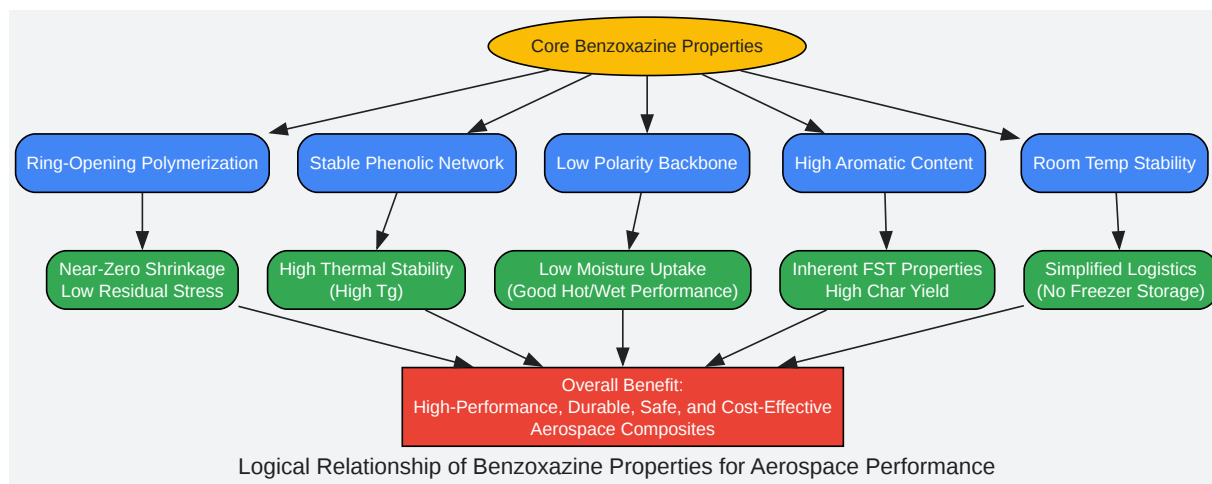 Core Benzoxazine Properties
Ring-Opening Polymerization
Stable Phenolic Network
Low Polarity Backbone
High Aromatic Content
Room Temp Stability
Near-Zero Shrinkage
Low Residual Stress
High Thermal Stability
(High Tg)
Low Moisture Uptake
(Good Hot/Wet Performance)
Inherent FST Properties
High Char Yield
Simplified Logistics
(No Freezer Storage)
Overall Benefit:
High-Performance, Durable, Safe, and Cost-Effective
Aerospace Composites
Logical Relationship of Benzoxazine Properties for Aerospace Performance